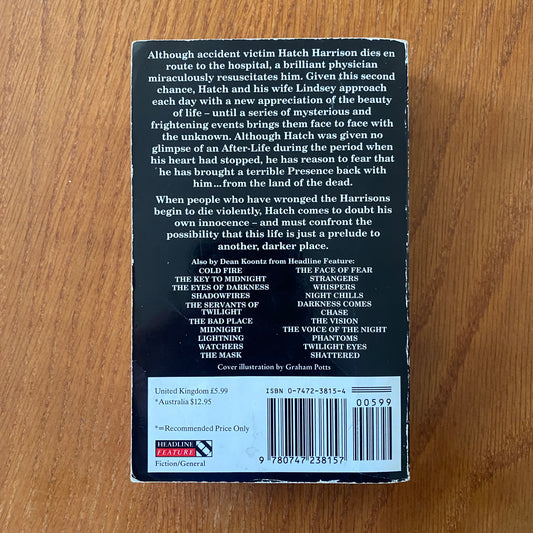 Although accident victim Hatch Harrison dies en
route to the hospital, a brilliant physician
miraculously resuscitates him. Given this second
chance, Hatch and his wife Lindsey approach
each day with a new appreciation of the beauty
of life – until a series of mysterious and
frightening events brings them face to face with
the unknown. Although Hatch was given no
glimpse of an After-Life during the period when
his heart had stopped, he has reason to fear that
he has brought a terrible Presence back with
him...from the land of the dead.
When people who have wronged the Harrisons
begin to die violently, Hatch comes to doubt his
own innocence – and must confront the
possibility that this life is just a prelude to
another, darker place.
Also by Dean Koontz from Headline Feature:
COLD FIRE
THE KEY TO MIDNIGHT
THE EYES OF DARKNESS
SHADOWFIRES
THE SERVANTS OF
TWILIGHT
THE BAD PLACE
MIDNIGHT
LIGHTNING
WATCHERS
THE MASK
THE FACE OF FEAR
STRANGERS
WHISPERS
NIGHT CHILLS
DARKNESS COMES
CHASE
THE VISION
THE VOICE OF THE NIGHT
PHANTOMS
TWILIGHT EYES
SHATTERED
Cover illustration by Graham Potts
United Kingdom £5.99
*Australia $12.95
*=Recommended Price Only
HEADLINE
FEATURE
Fiction/General
ISBN 0-7472-3815-4
00599
9 780747 238157